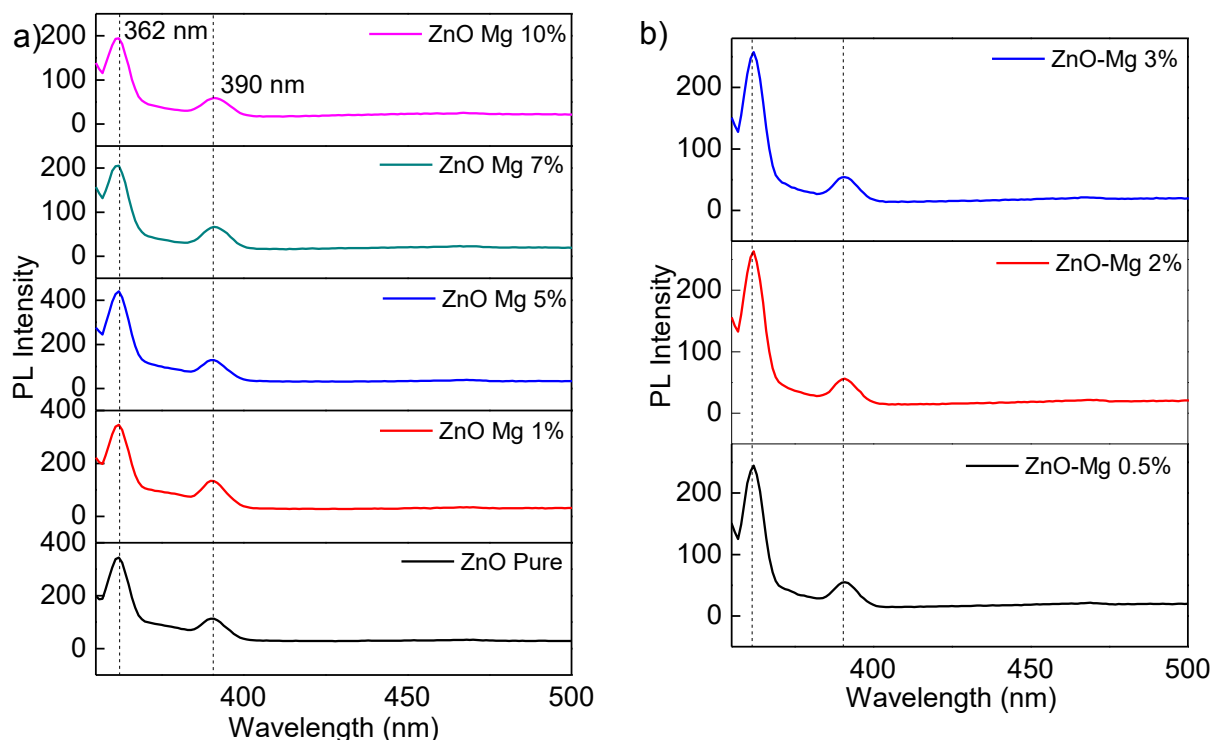 a)
362 nm
390 nm
ZnO Mg 10%
200
100
0
ZnO Mg 7%
200
100
0
ZnO Mg 5%
400
200
0
ZnO Mg 1%
400
200
0
ZnO Pure
400
200
0
PL Intensity
400
450
500
Wavelength (nm)
b)
ZnO-Mg 3%
200
100
0
ZnO-Mg 2%
200
100
0
ZnO-Mg 0.5%
200
100
0
PL Intensity
400
450
500
Wavelength (nm)